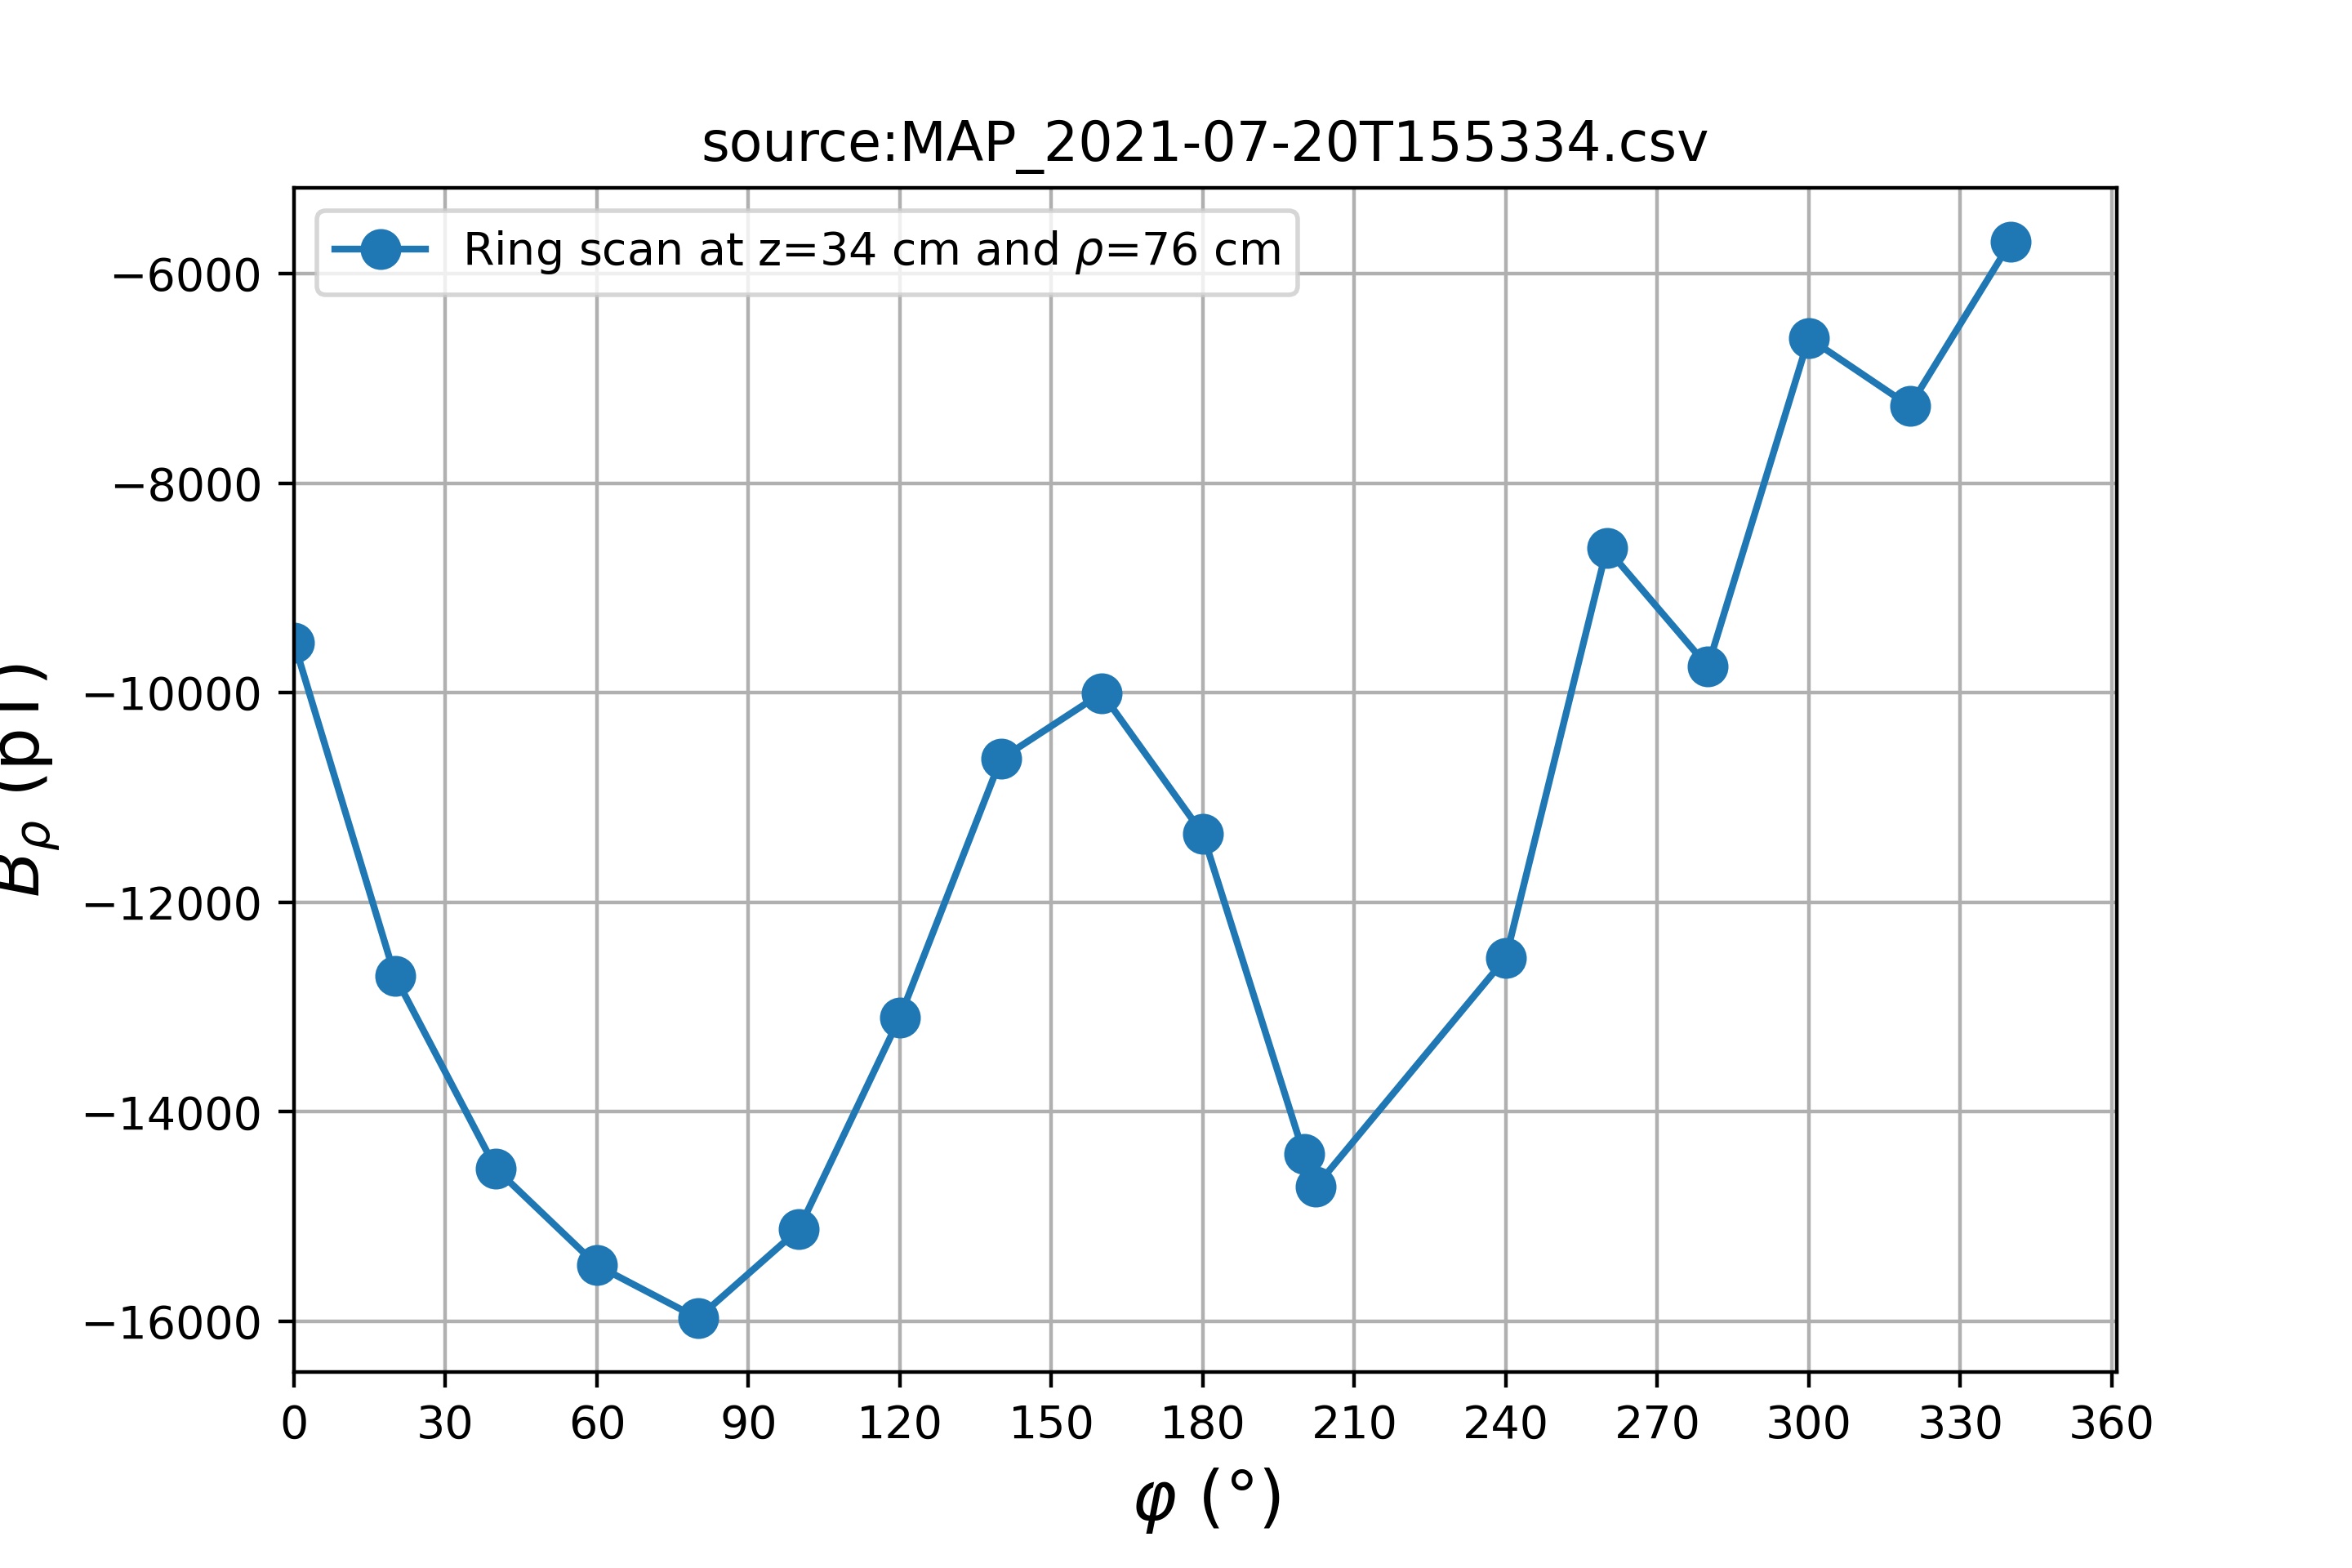 source:MAP_2021-07-20T155334.csv
Ring scan at z=34 cm and ρ=76 cm
−6000
−8000
−10000
−12000
−14000
−16000
Bρ (pT)
0 30 60 90 120 150 180 210 240 270 300 330 360
φ (°)